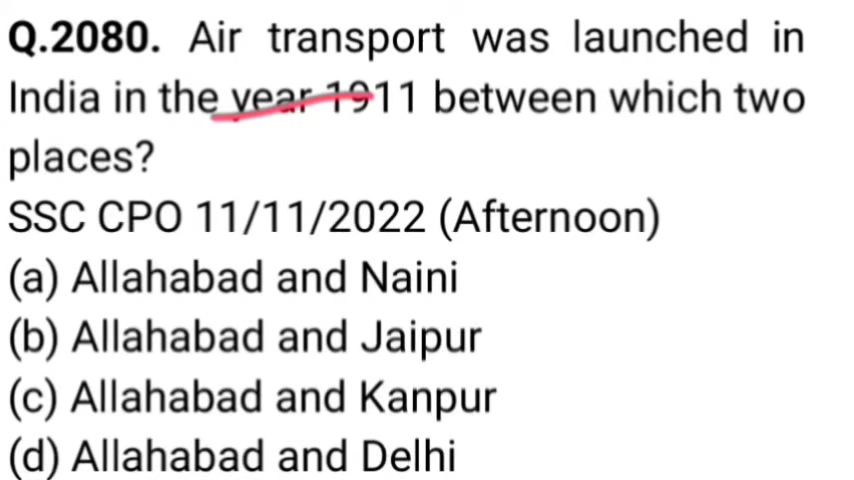 Q.2080. Air transport was launched in
India in the year 1911 between which two
places?
SSC CPO 11/11/2022 (Afternoon)
(a) Allahabad and Naini
(b) Allahabad and Jaipur
(c) Allahabad and Kanpur
(d) Allahabad and Delhi